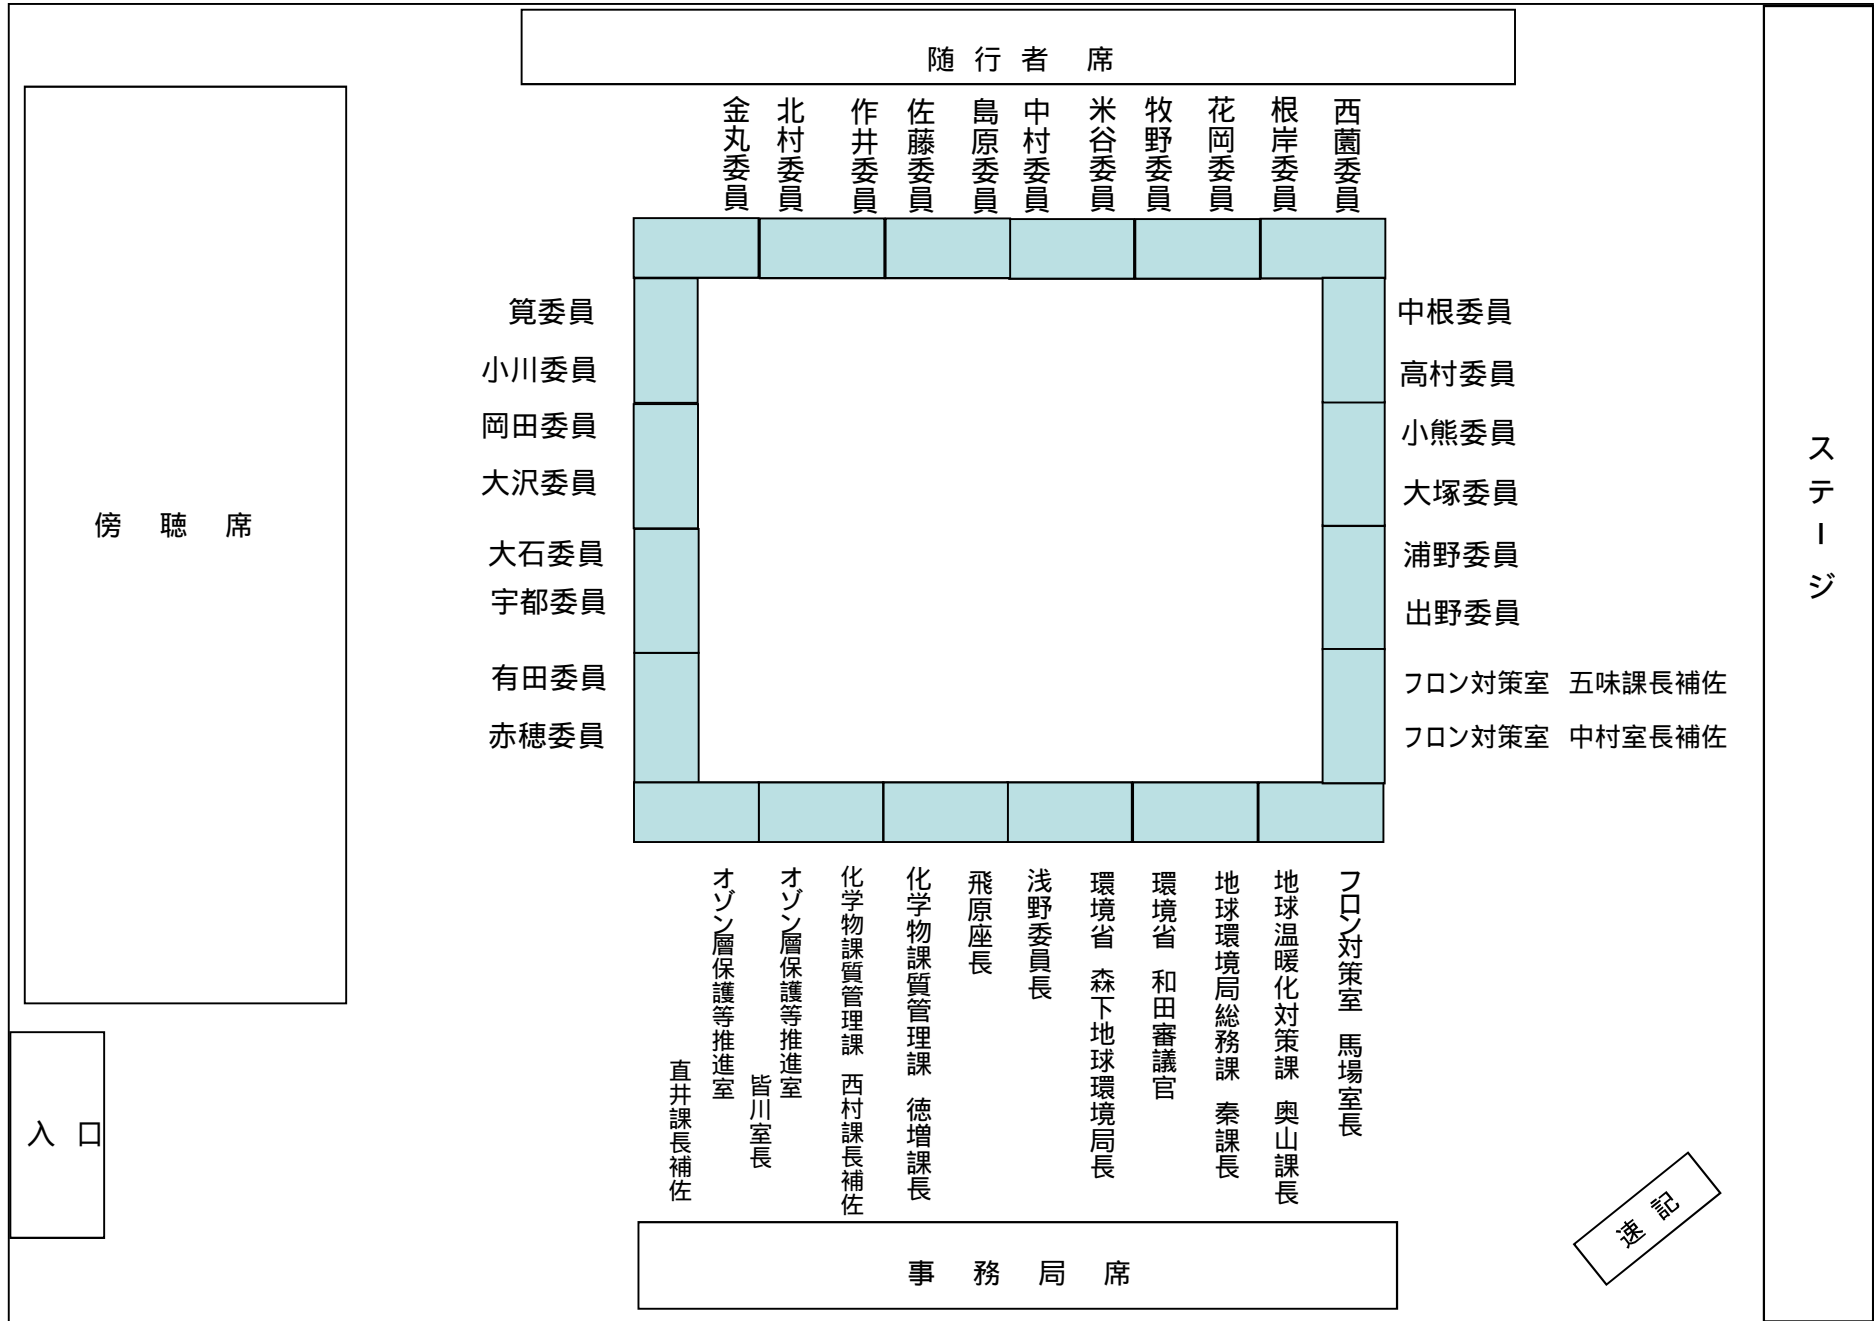 随行者席
金丸委員
北村委員
作井委員
佐藤委員
島原委員
中村委員
米谷委員
牧野委員
花岡委員
根岸委員
西薗委員
筧委員
小川委員
岡田委員
大沢委員
大石委員
宇都委員
有田委員
赤穂委員
中根委員
高村委員
小熊委員
大塚委員
浦野委員
出野委員
フロン対策室 五味課長補佐
フロン対策室 中村室長補佐
傍聴席
ステージ
オゾン層保護等推進室
直井課長補佐
オゾン層保護等推進室
皆川室長
化学物課質管理課 西村課長補佐
化学物課質管理課 徳増課長
飛原座長
浅野委員長
環境省 森下地球環境局長
環境省 和田審議官
地球環境局総務課 秦課長
地球温暖化対策課 奥山課長
フロン対策室 馬場室長
入口
速記
事務局席